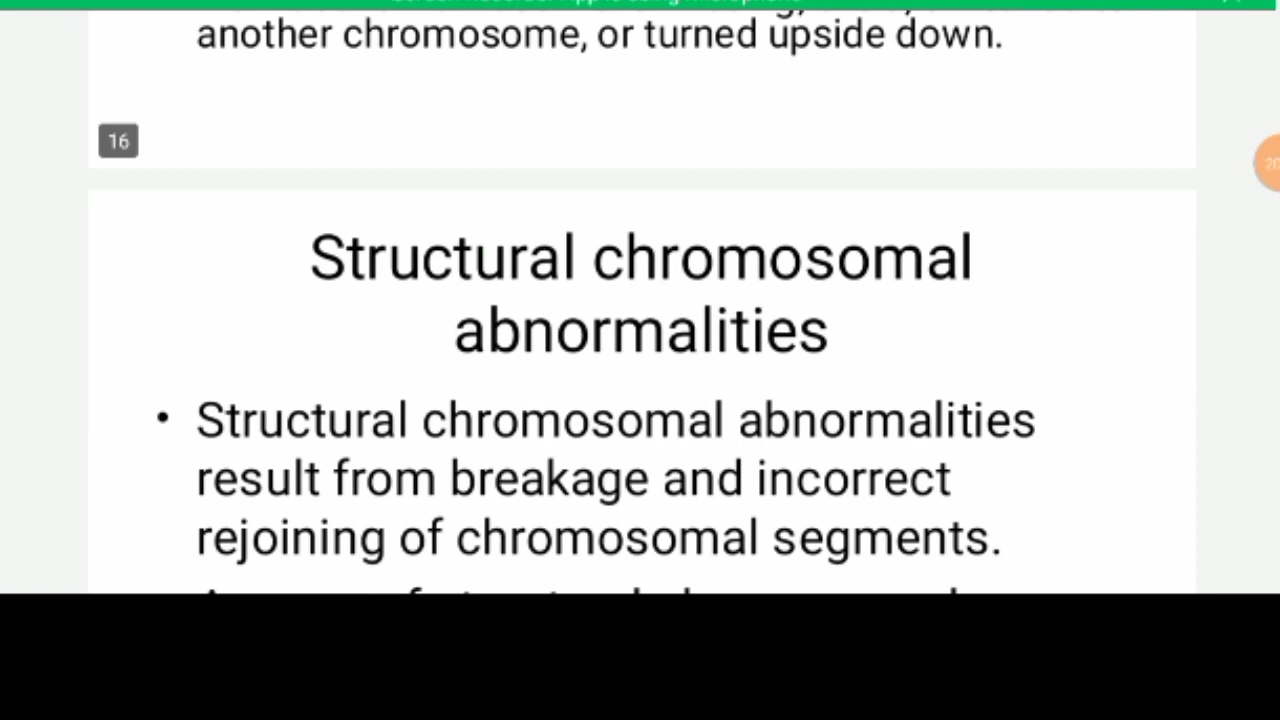 another chromosome, or turned upside down.
16
20
Structural chromosomal
abnormalities
• Structural chromosomal abnormalities
result from breakage and incorrect
rejoining of chromosomal segments.